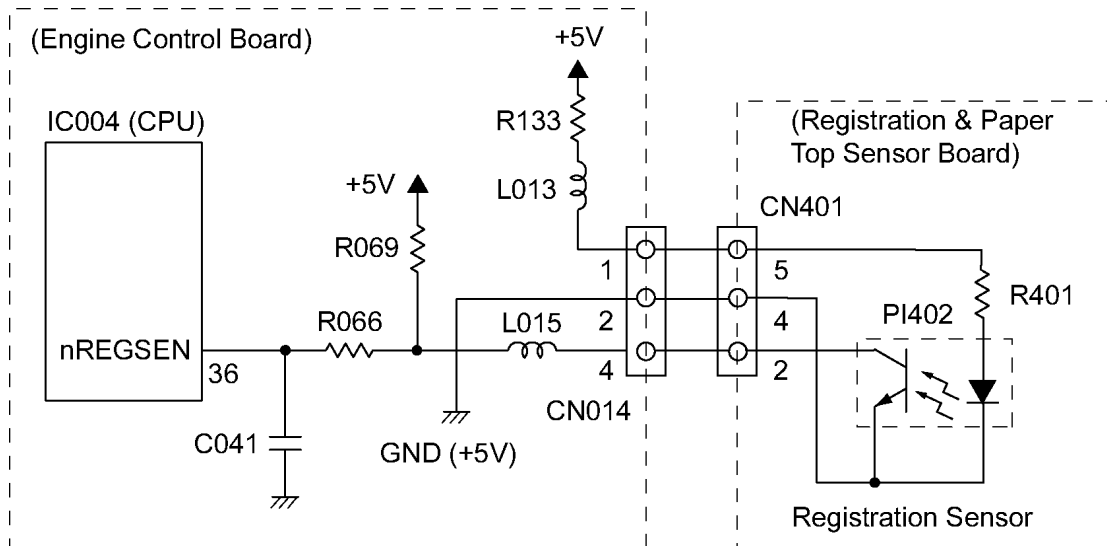 (Engine Control Board)
+5V
IC004 (CPU)
R133
(Registration & Paper
Top Sensor Board)
+5V
L013
CN401
R069
1
5
R401
R066
L015
2
4
PI402
nREGSEN
36
4
2
CN014
C041
GND (+5V)
Registration Sensor